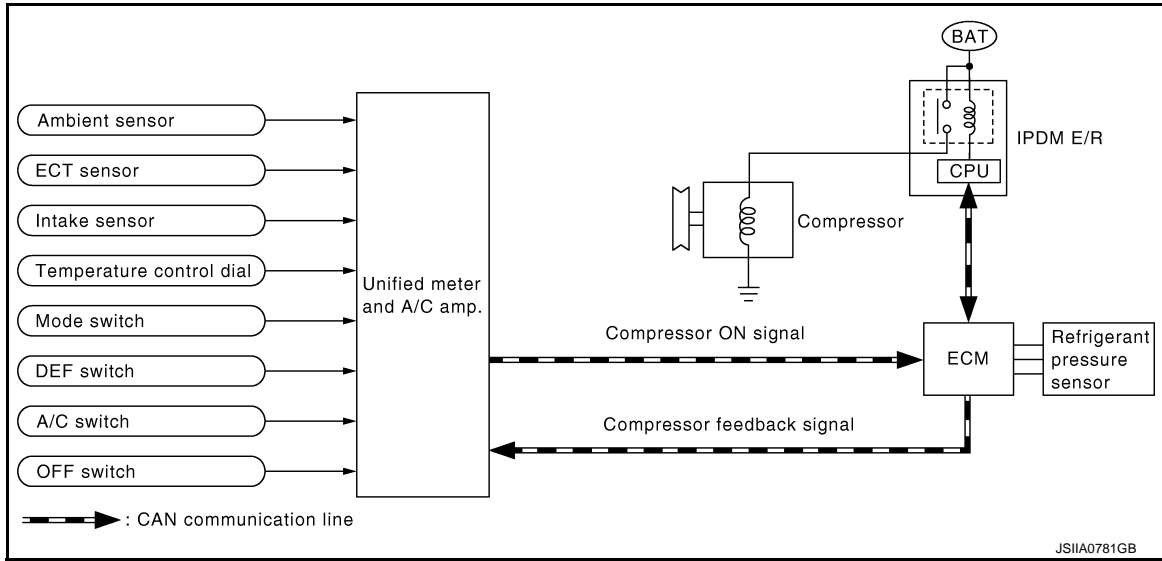 BAT
IPDM E/R
CPU
Ambient sensor
ECT sensor
Intake sensor
Temperature control dial
Mode switch
DEF switch
A/C switch
OFF switch
Unified meter
and A/C amp.
Compressor
Compressor ON signal
ECM
Refrigerant
pressure
sensor
Compressor feedback signal
: CAN communication line
JSIIA0781GB